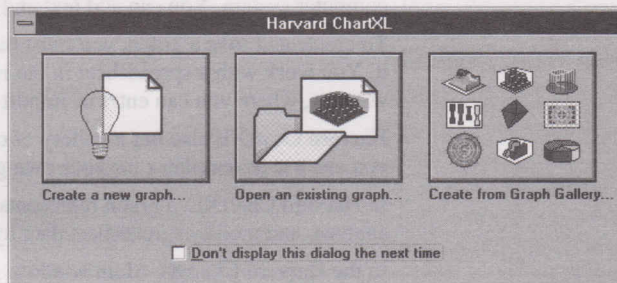 Harvard ChartXL
Create a new graph...
Open an existing graph...
Create from Graph Gallery...
Don't display this dialog the next time